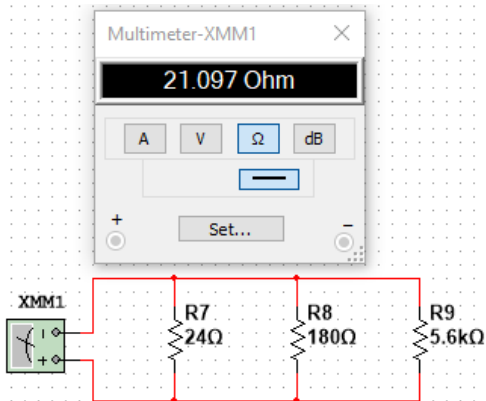 Multimeter-XMM1
21.097 Ohm
A V Ω dB
+ Set... -
XMM1
R7
24Ω
R8
180Ω
R9
5.6kΩ